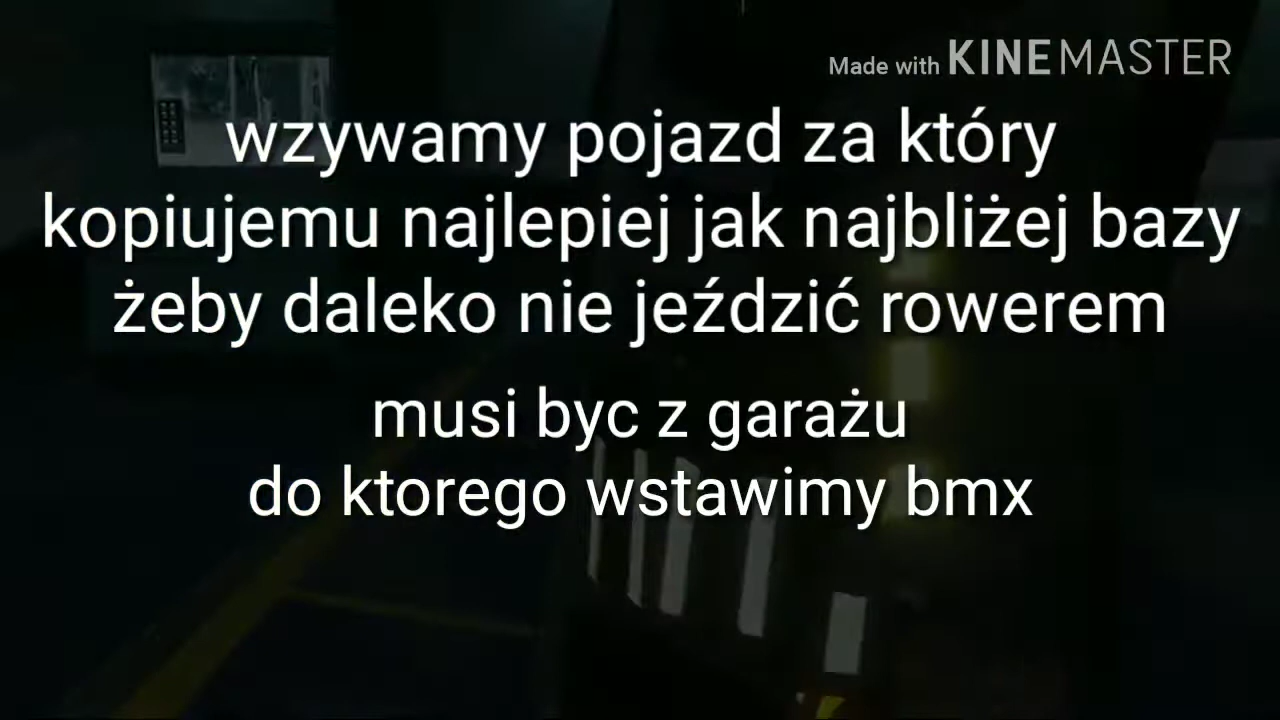 Made with KINEMASTER
wzywamy pojazd za który
kopiujemu najlepiej jak najbliżej bazy
żeby daleko nie jeździć rowerem
musi byc z garażu
do ktorego wstawimy bmx